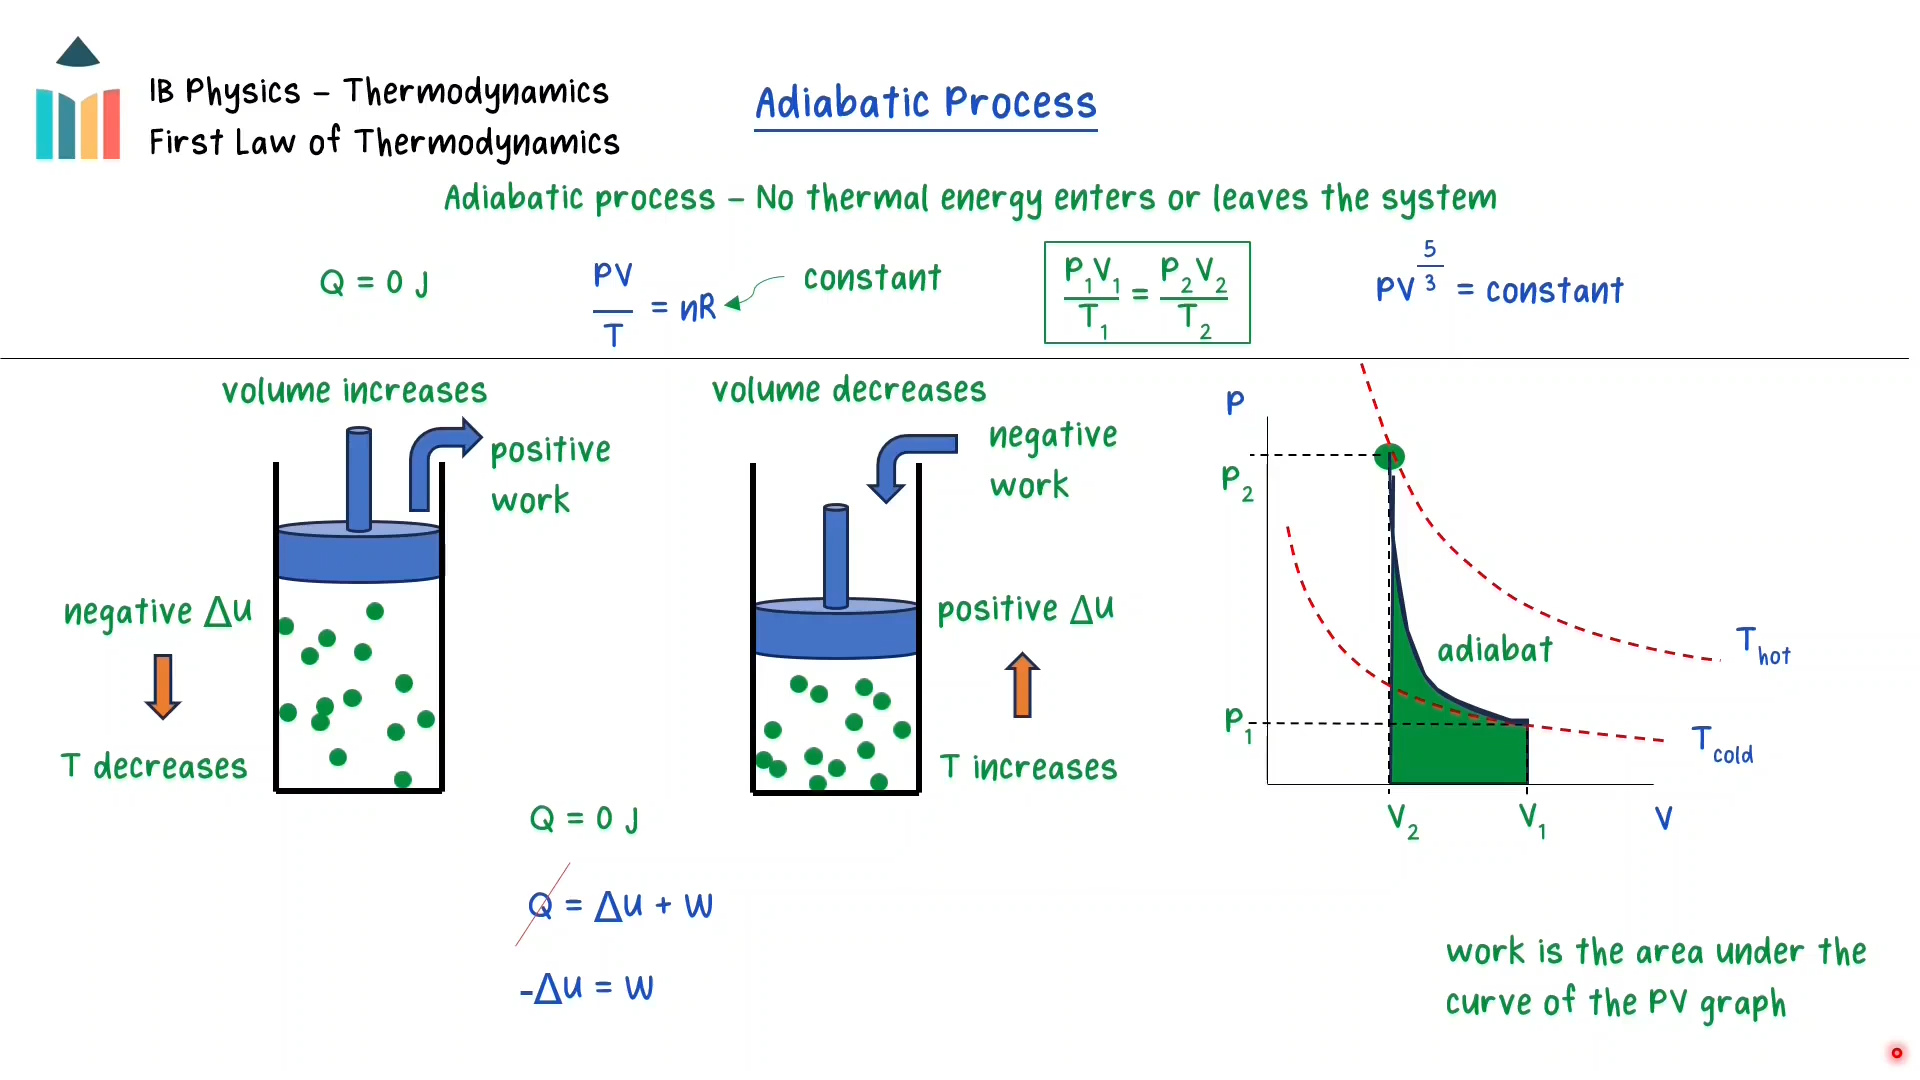 IB Physics – Thermodynamics
First Law of Thermodynamics
Adiabatic Process
Adiabatic process – No thermal energy enters or leaves the system
Q = 0 J
PV/T = nR
constant
P₁V₁/T₁ = P₂V₂/T₂
PV^5/3 = constant
volume increases
positive
work
negative ΔU
T decreases
volume decreases
negative
work
positive ΔU
T increases
Q = 0 J
Q = ΔU + W
-ΔU = W
P
P₂
P₁
adiabat
T hot
T cold
V₂
V₁
V
work is the area under the
curve of the PV graph